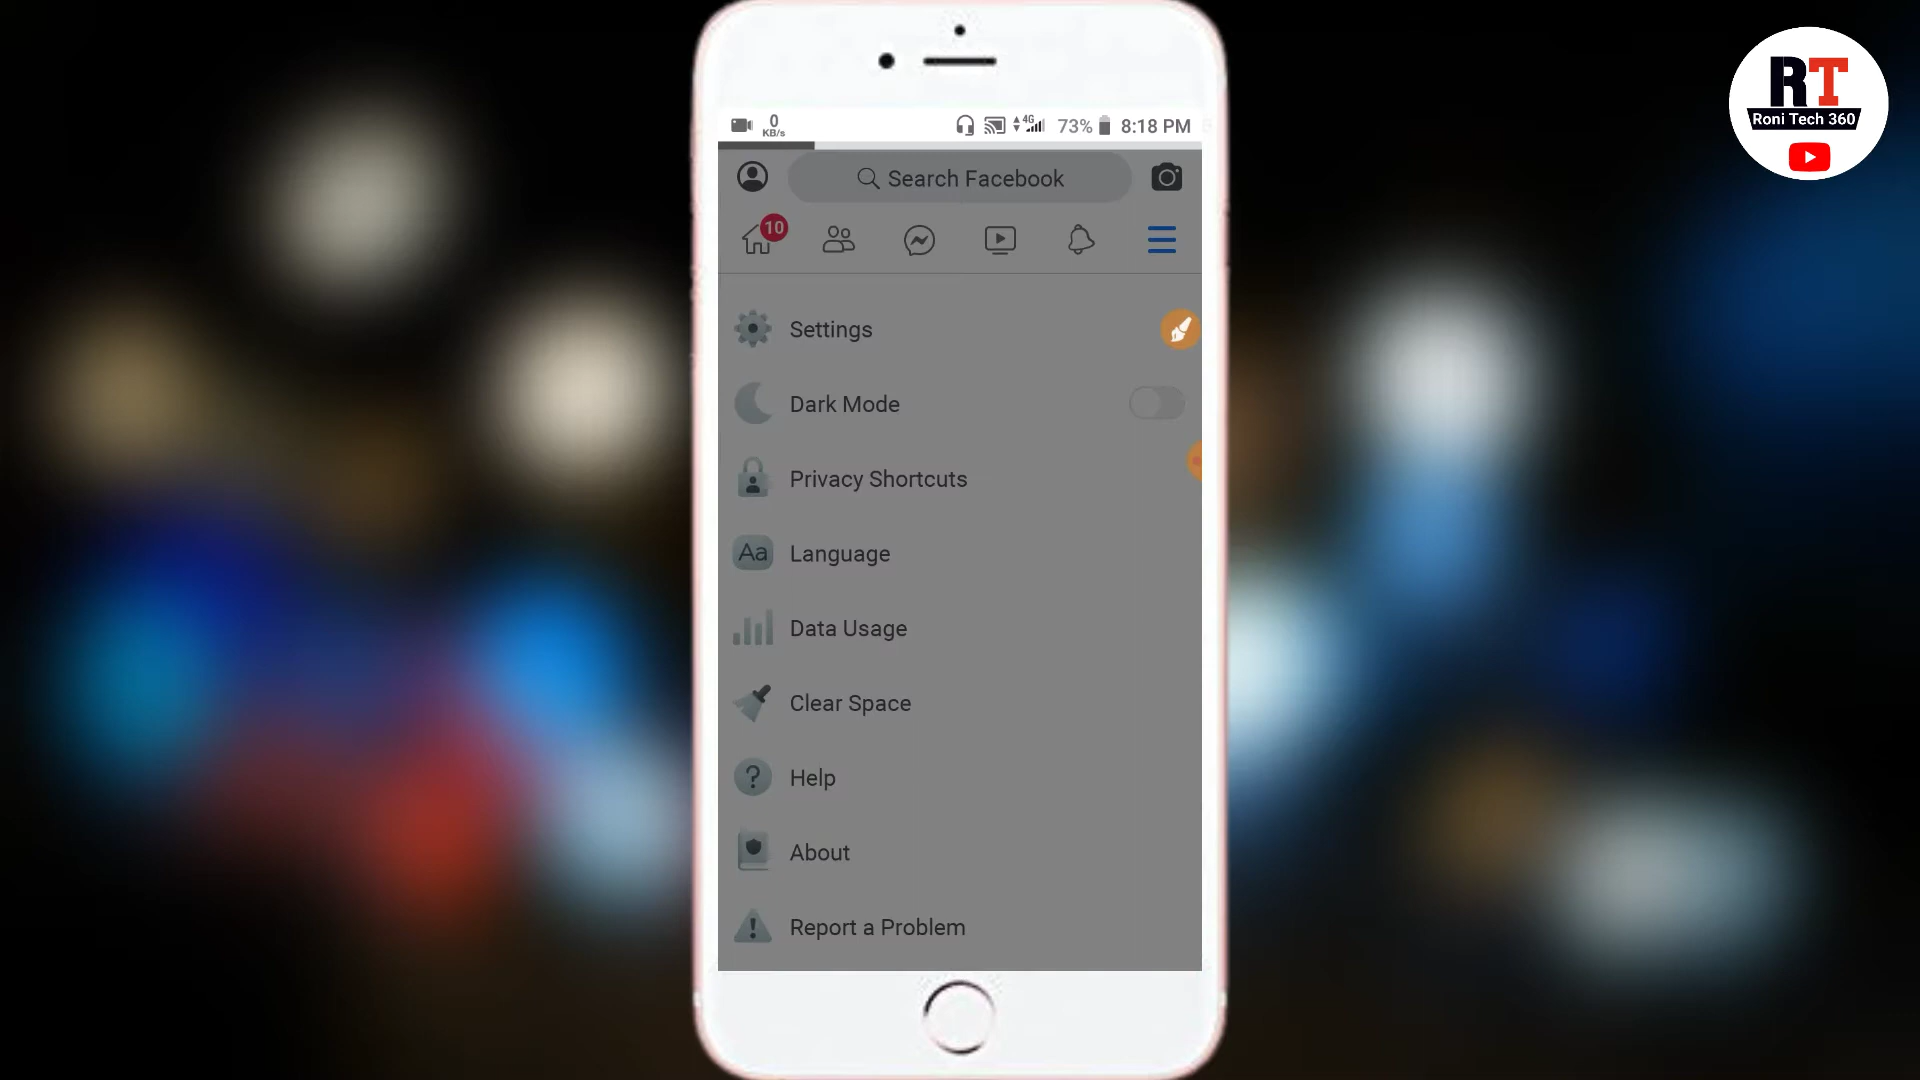 RT
Roni Tech 360
0
KB/s
4G
73%
8:18 PM
Search Facebook
10
Settings
Dark Mode
Privacy Shortcuts
Aa
Language
Data Usage
Clear Space
?
Help
About
!
Report a Problem